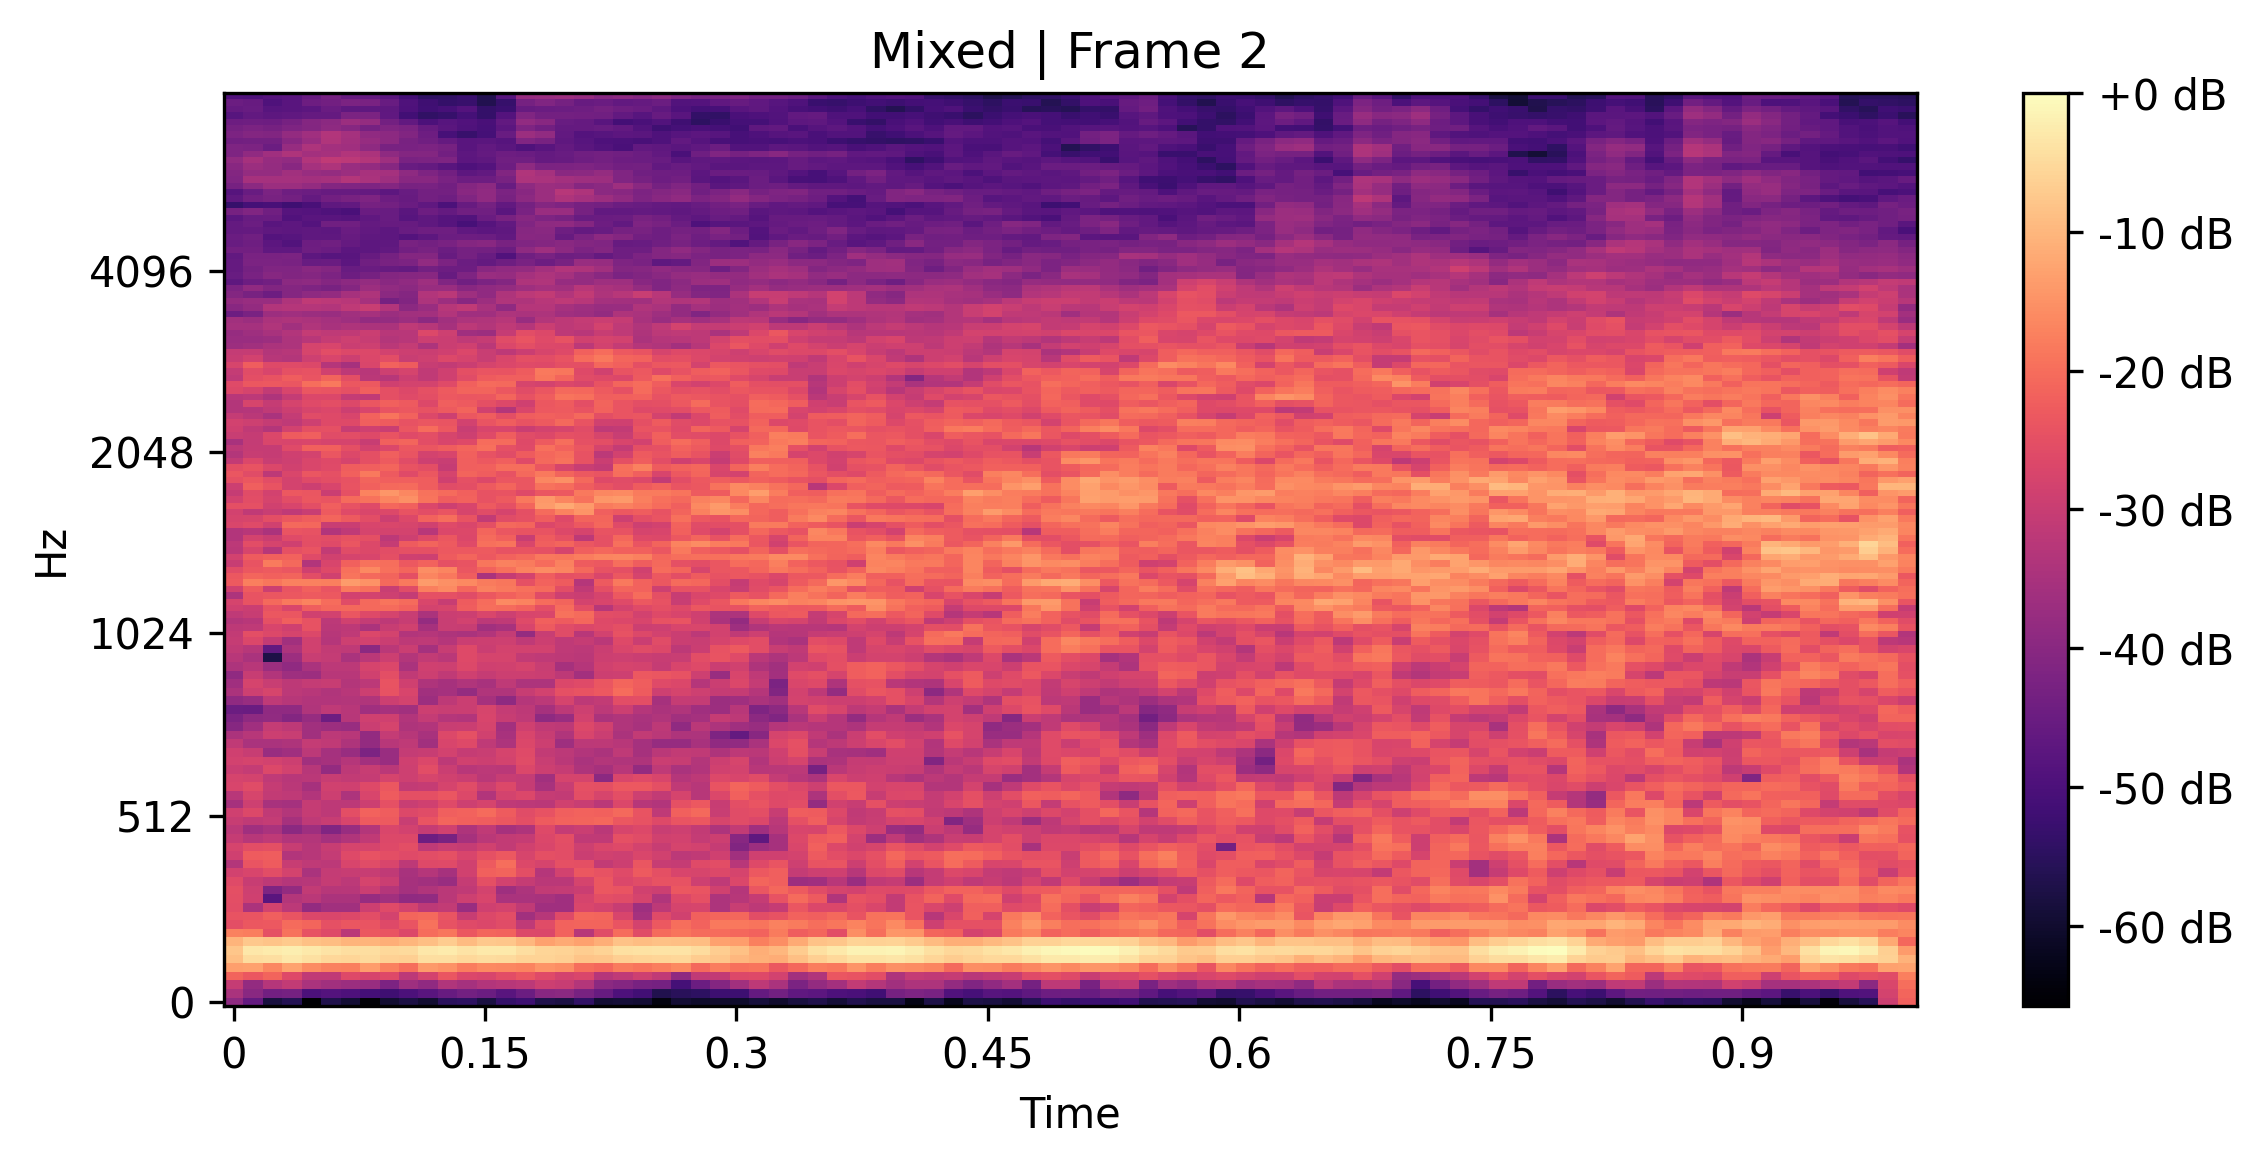 Mixed | Frame 2
Hz
4096
2048
1024
512
0
0 0.15 0.3 0.45 0.6 0.75 0.9
Time
+0 dB
-10 dB
-20 dB
-30 dB
-40 dB
-50 dB
-60 dB